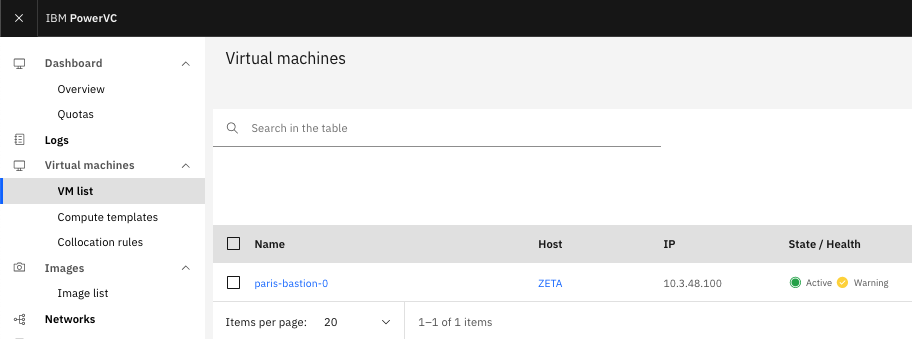 IBM PowerVC
Dashboard
Overview
Quotas
Logs
Virtual machines
VM list
Compute templates
Collocation rules
Images
Image list
Networks
Virtual machines
Search in the table
Name Host IP State / Health
paris-bastion-0 ZETA 10.3.48.100 Active Warning
Items per page: 20 1–1 of 1 items